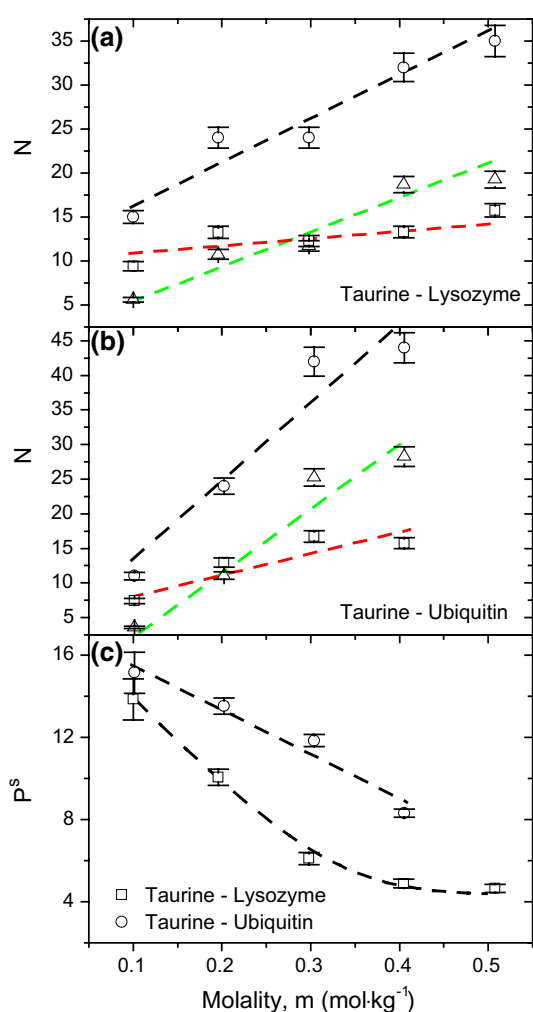 (a)
35
30
25
20
15
10
5
N
Taurine - Lysozyme
(b)
45
40
35
30
25
20
15
10
5
N
Taurine - Ubiquitin
(c)
16
12
8
4
Pˢ
Taurine - Lysozyme
Taurine - Ubiquitin
0.1 0.2 0.3 0.4 0.5
Molality, m (mol·kg⁻¹)